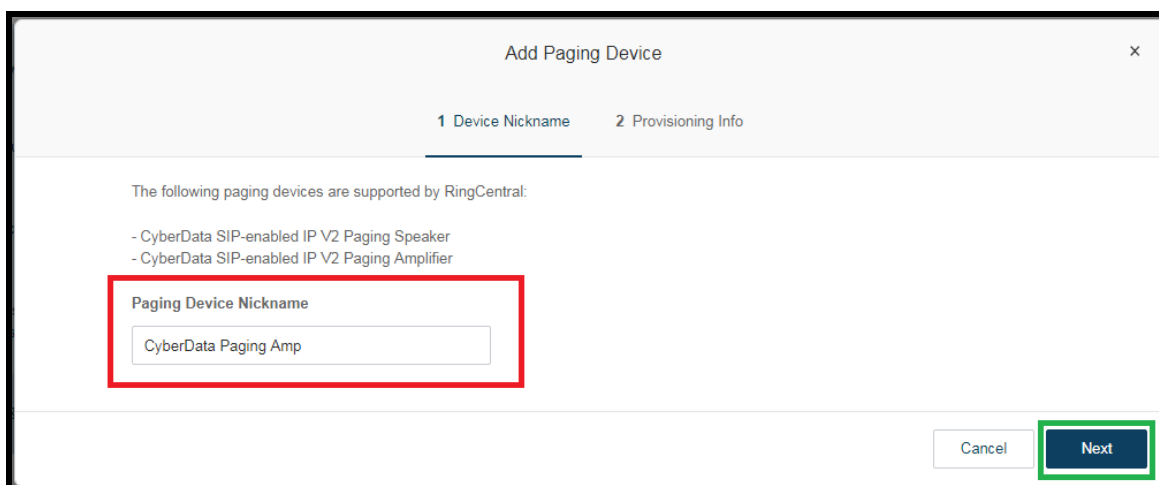 Add Paging Device
×
1 Device Nickname
2 Provisioning Info
The following paging devices are supported by RingCentral:
- CyberData SIP-enabled IP V2 Paging Speaker
- CyberData SIP-enabled IP V2 Paging Amplifier
Paging Device Nickname
CyberData Paging Amp
Cancel
Next